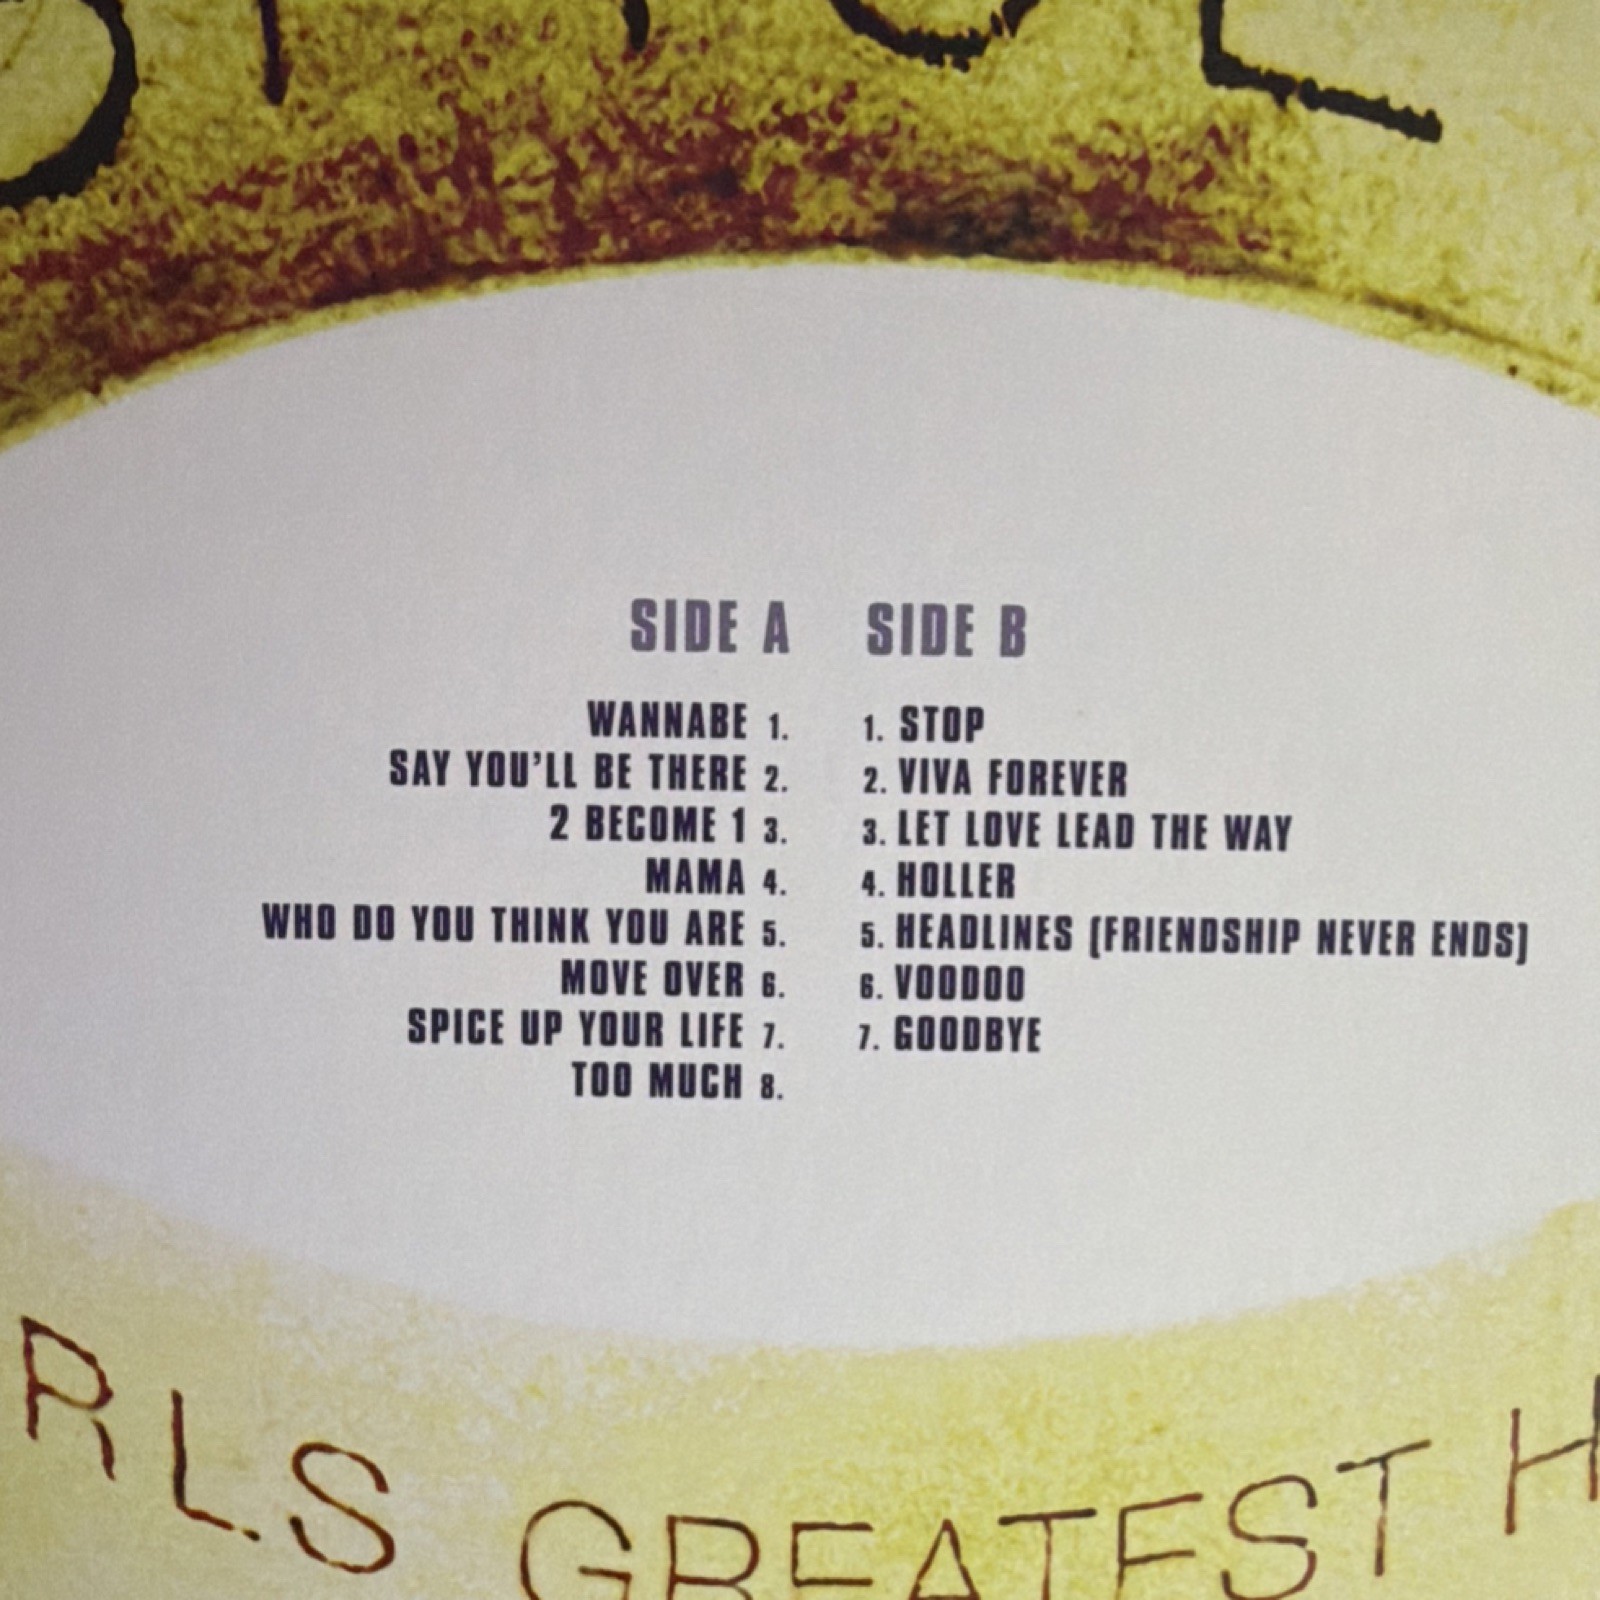 SIDE A
WANNABE 1.
SAY YOU'LL BE THERE 2.
2 BECOME 1 3.
MAMA 4.
WHO DO YOU THINK YOU ARE 5.
MOVE OVER 6.
SPICE UP YOUR LIFE 7.
TOO MUCH 8.
SIDE B
1. STOP
2. VIVA FOREVER
3. LET LOVE LEAD THE WAY
4. HOLLER
5. HEADLINES (FRIENDSHIP NEVER ENDS)
6. VOODOO
7. GOODBYE
RLS GREATEST H